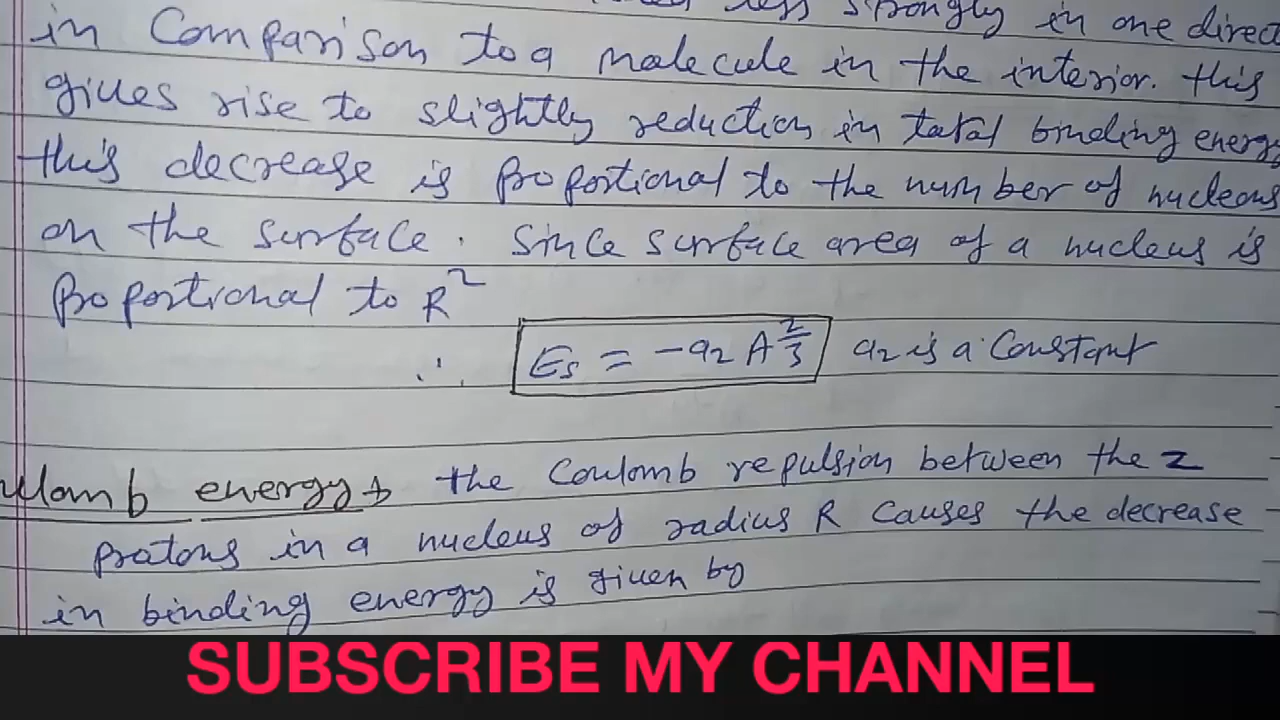 less strongly in one direc
in Comparison to a molecule in the interior. this
gives rise to slightly reduction in total binding energy
this decrease is proportional to the number of nucleons
on the surface. Since surface area of a nucleus is
proportional to R²
∴ Es = -a₂ A^2/3 a₂ is a constant
ulomb energy → the Coulomb repulsion between the Z
protons in a nucleus of radius R causes the decrease
in binding energy is given by
SUBSCRIBE MY CHANNEL